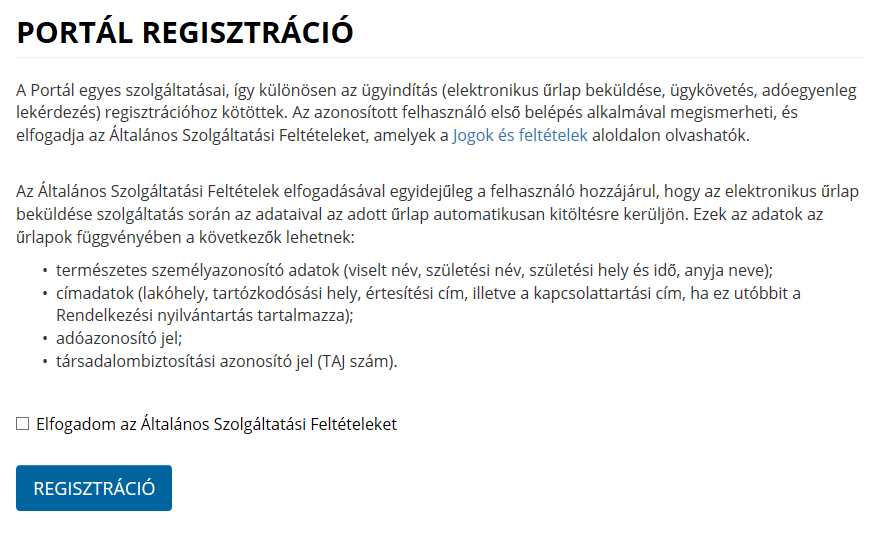 PORTÁL REGISZTRÁCIÓ
A Portál egyes szolgáltatásai, így különösen az ügyindítás (elektronikus űrlap beküldése, ügykövetés, adóegyenleg
lekérdezés) regisztrációhoz kötöttek. Az azonosított felhasználó első belépés alkalmával megismerheti, és
elfogadja az Általános Szolgáltatási Feltételeket, amelyek a Jogok és feltételek aloldalon olvashatók.
Az Általános Szolgáltatási Feltételek elfogadásával egyidejűleg a felhasználó hozzájárul, hogy az elektronikus űrlap
beküldése szolgáltatás során az adataival az adott űrlap automatikusan kitöltésre kerüljön. Ezek az adatok az
űrlapok függvényében a következők lehetnek:
• természetes személyazonosító adatok (viselt név, születési név, születési hely és idő, anyja neve);
• címadatok (lakóhely, tartózkodósási hely, értesítési cím, illetve a kapcsolattartási cím, ha ez utóbbit a
Rendelkezési nyilvántartás tartalmazza);
• adóazonosító jel;
• társadalombiztosítási azonosító jel (TAJ szám).
Elfogadom az Általános Szolgáltatási Feltételeket
REGISZTRÁCIÓ